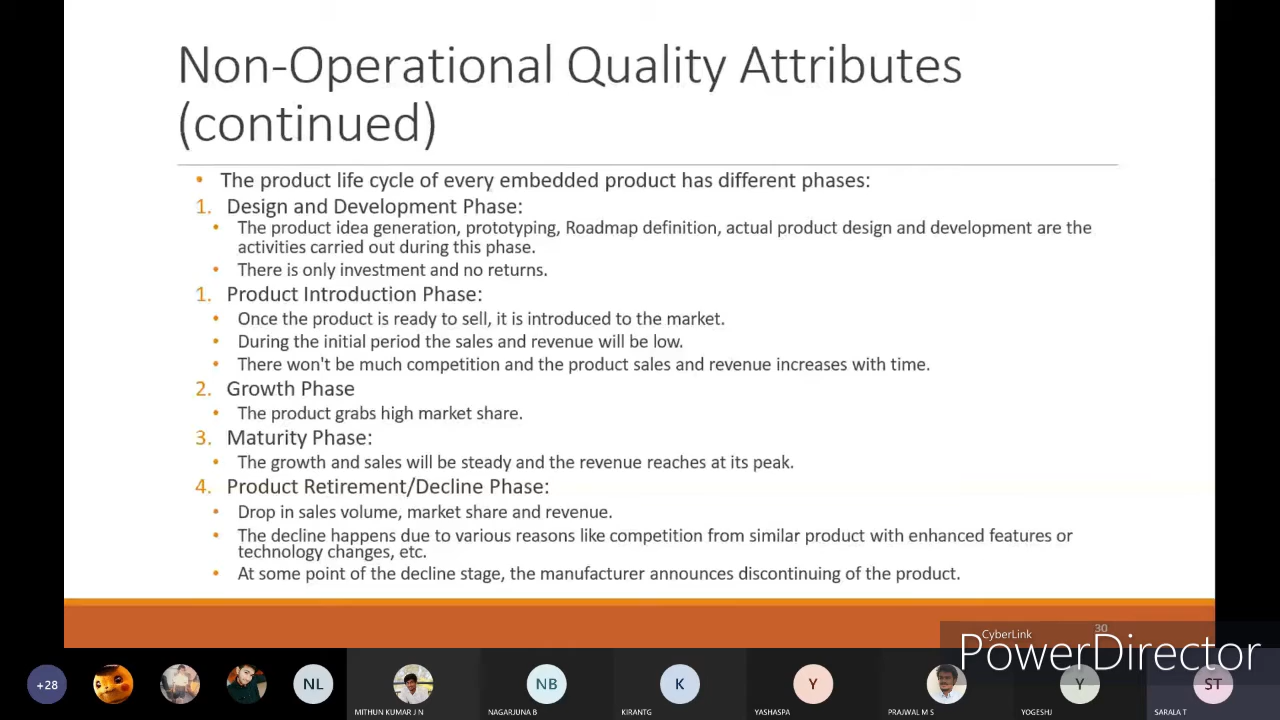 Non-Operational Quality Attributes
(continued)
• The product life cycle of every embedded product has different phases:
1. Design and Development Phase:
• The product idea generation, prototyping, Roadmap definition, actual product design and development are the
activities carried out during this phase.
• There is only investment and no returns.
1. Product Introduction Phase:
• Once the product is ready to sell, it is introduced to the market.
• During the initial period the sales and revenue will be low.
• There won't be much competition and the product sales and revenue increases with time.
2. Growth Phase
• The product grabs high market share.
3. Maturity Phase:
• The growth and sales will be steady and the revenue reaches at its peak.
4. Product Retirement/Decline Phase:
• Drop in sales volume, market share and revenue.
• The decline happens due to various reasons like competition from similar product with enhanced features or
technology changes, etc.
• At some point of the decline stage, the manufacturer announces discontinuing of the product.
30
CyberLink
PowerDirector
+28 NL NB K Y Y ST
MITHUN KUMAR J N NAGARJUNA B KIRANTG YASHASPA PRAJWAL M S YOGESHJ SARALA T